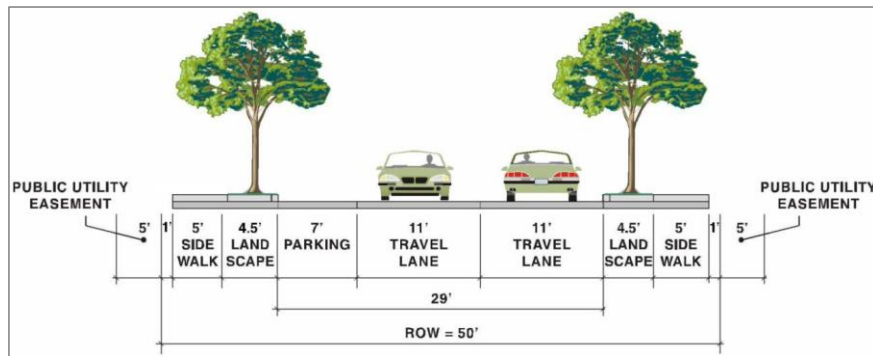 PUBLIC UTILITY
EASEMENT
PUBLIC UTILITY
EASEMENT
5' 1' 5' 4.5' 7' 11' 11' 4.5' 5' 1' 5'
SIDE LAND PARKING TRAVEL TRAVEL LAND SIDE
WALK SCAPE LANE LANE SCAPE WALK
29'
ROW = 50'